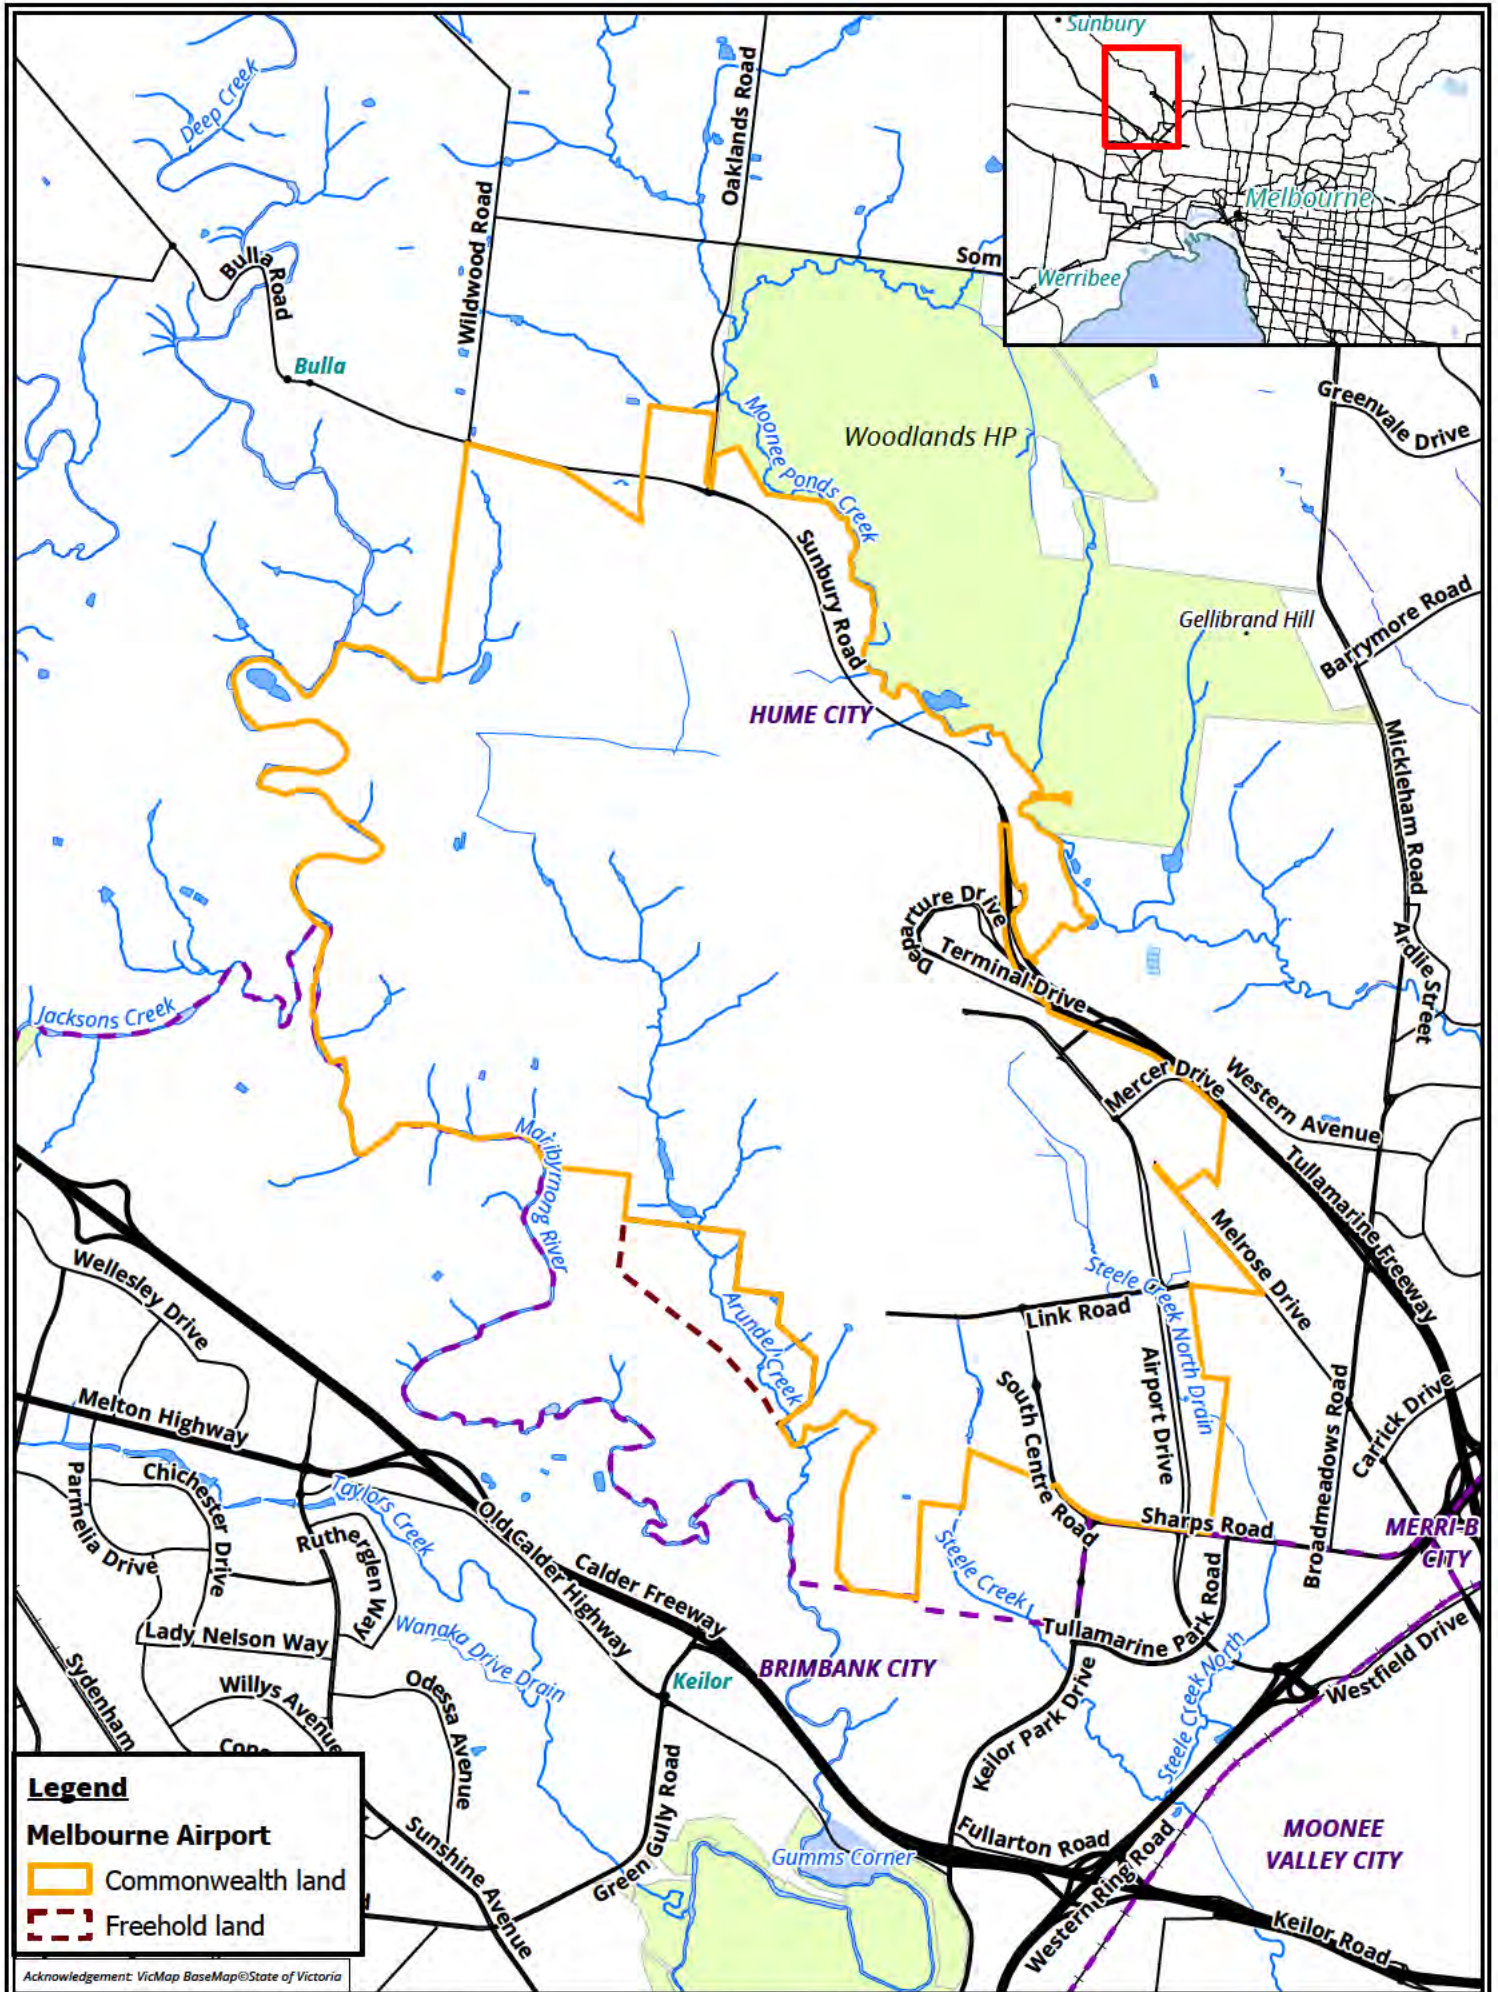 Sunbury
Melbourne
Werribee
Deep Creek
Oaklands Road
Wildwood Road
Bulla Road
Bulla
Som
Greenvale Drive
Moonee Ponds Creek
Woodlands HP
Sunbury Road
Gellibrand Hill
Barrymore Road
HUME CITY
Mickleham Road
Departure Drive
Terminal Drive
Ardlie Street
Jacksons Creek
Mercer Drive
Western Avenue
Maribyrnong River
Tullamarine Freeway
Melrose Drive
Wellesley Drive
Steele Creek North Drain
Link Road
Arundel Creek
Airport Drive
South Centre Road
Broadmeadows Road
Carrick Drive
Melton Highway
Chichester Drive
Parmelia Drive
Taylors Creek
Old Calder Highway
Sharps Road
MERRI-B
CITY
Rutherglen Way
Calder Freeway
Steele Creek
Tullamarine Park Road
Lady Nelson Way
Wanaka Drive Drain
BRIMBANK CITY
Keilor
Westfield Drive
Sydenham
Willys Avenue
Odessa Avenue
Keilor Park Drive
Steele Creek North
Green Gully Road
Sunshine Avenue
Gumms Corner
Fullarton Road
Western Ring Road
MOONEE
VALLEY CITY
Keilor Road
Legend
Melbourne Airport
Commonwealth land
Freehold land
Acknowledgement: VicMap BaseMap©State of Victoria